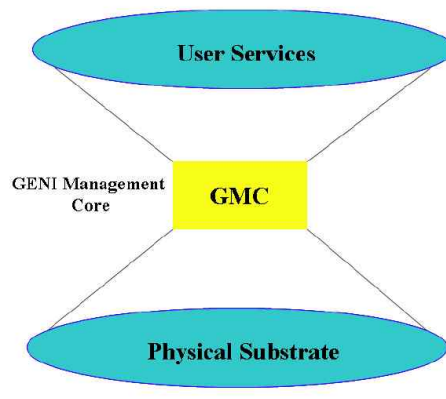 User Services
GENI Management
Core
GMC
Physical Substrate